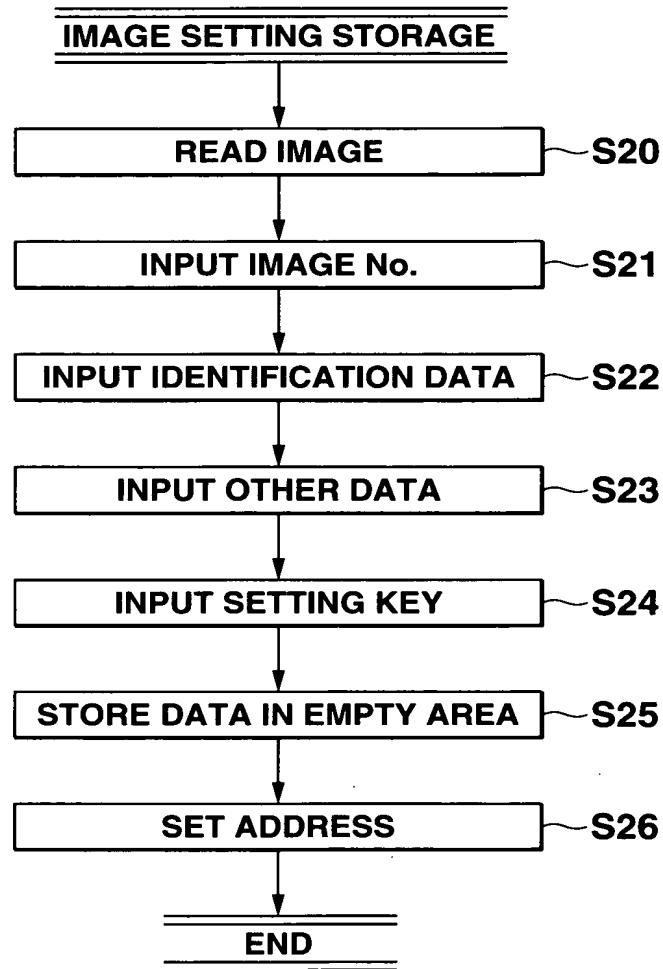 IMAGE SETTING STORAGE
READ IMAGE S20
INPUT IMAGE No. S21
INPUT IDENTIFICATION DATA S22
INPUT OTHER DATA S23
INPUT SETTING KEY S24
STORE DATA IN EMPTY AREA S25
SET ADDRESS S26
END